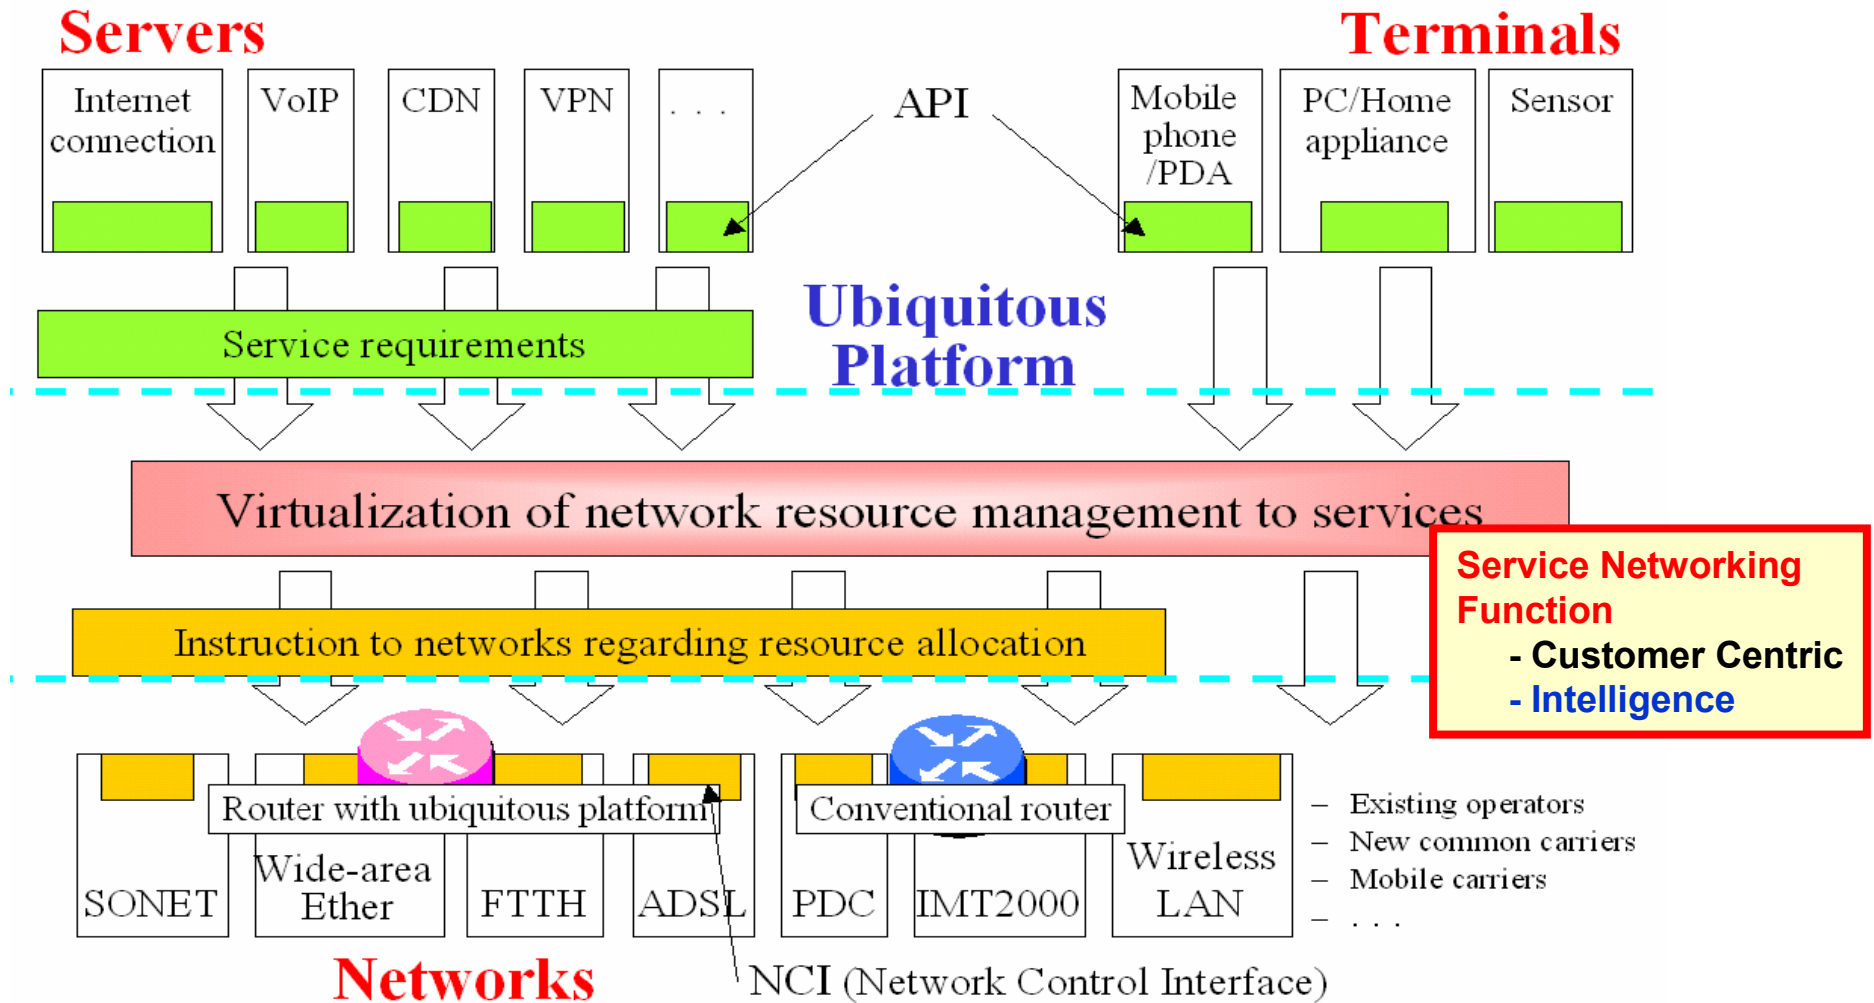 Servers
Terminals
Internet
connection
VoIP
CDN
VPN
. . .
API
Mobile
phone
/PDA
PC/Home
appliance
Sensor
Service requirements
Ubiquitous
Platform
Virtualization of network resource management to services
Service Networking
Function
- Customer Centric
- Intelligence
Instruction to networks regarding resource allocation
Router with ubiquitous platform
Conventional router
SONET
Wide-area
Ether
FTTH
ADSL
PDC
IMT2000
Wireless
LAN
– Existing operators
– New common carriers
– Mobile carriers
– . . .
Networks
NCI (Network Control Interface)